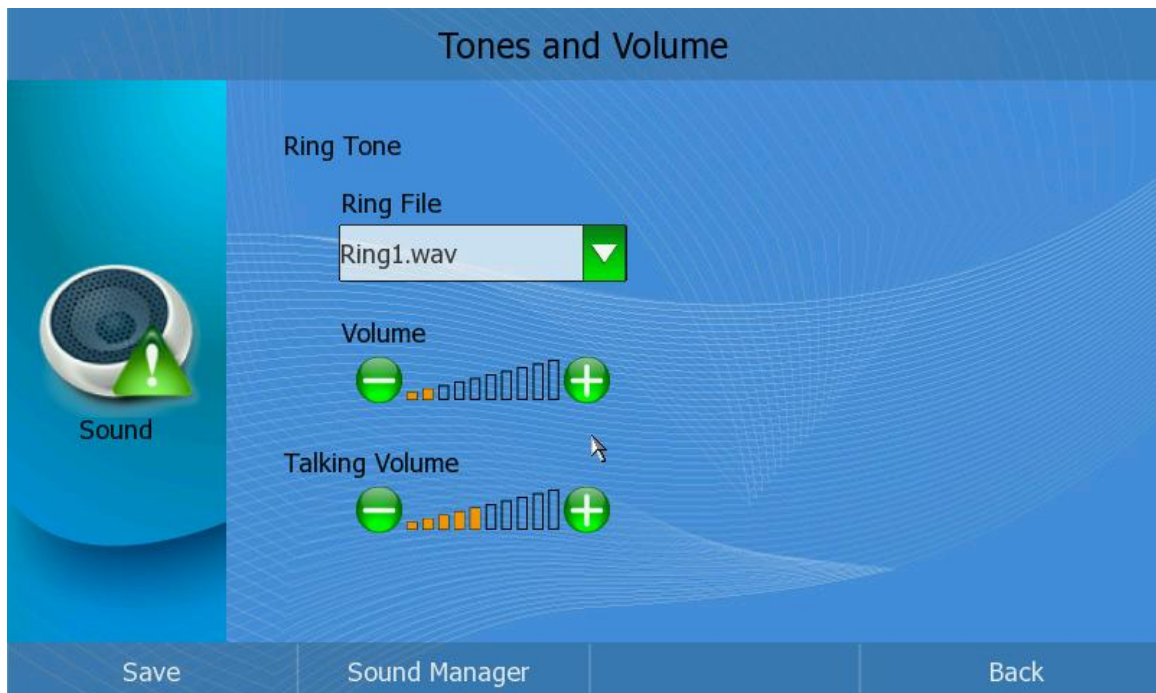 Tones and Volume
Ring Tone
Ring File
Ring1.wav
Volume
Sound
Talking Volume
Save Sound Manager Back